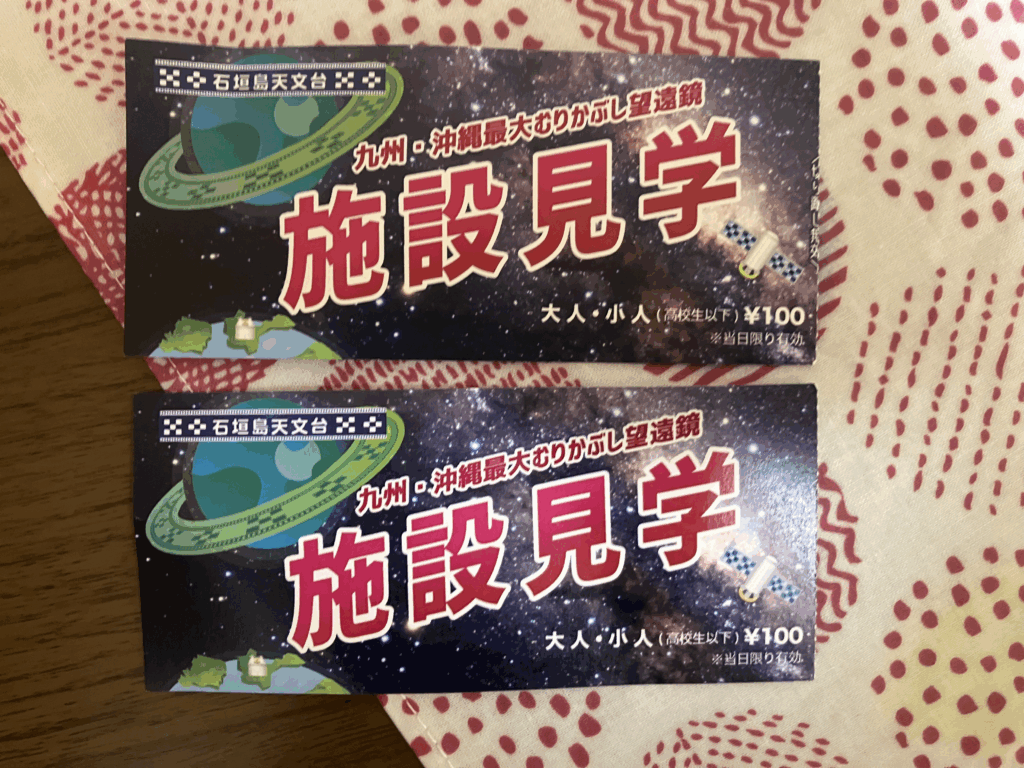 石垣島天文台
九州・沖縄最大むりかぶし望遠鏡
施設見学
大人・小人(高校生以下)¥100
※当日限り有効
石垣島天文台
九州・沖縄最大むりかぶし望遠鏡
施設見学
大人・小人(高校生以下)¥100
※当日限り有効